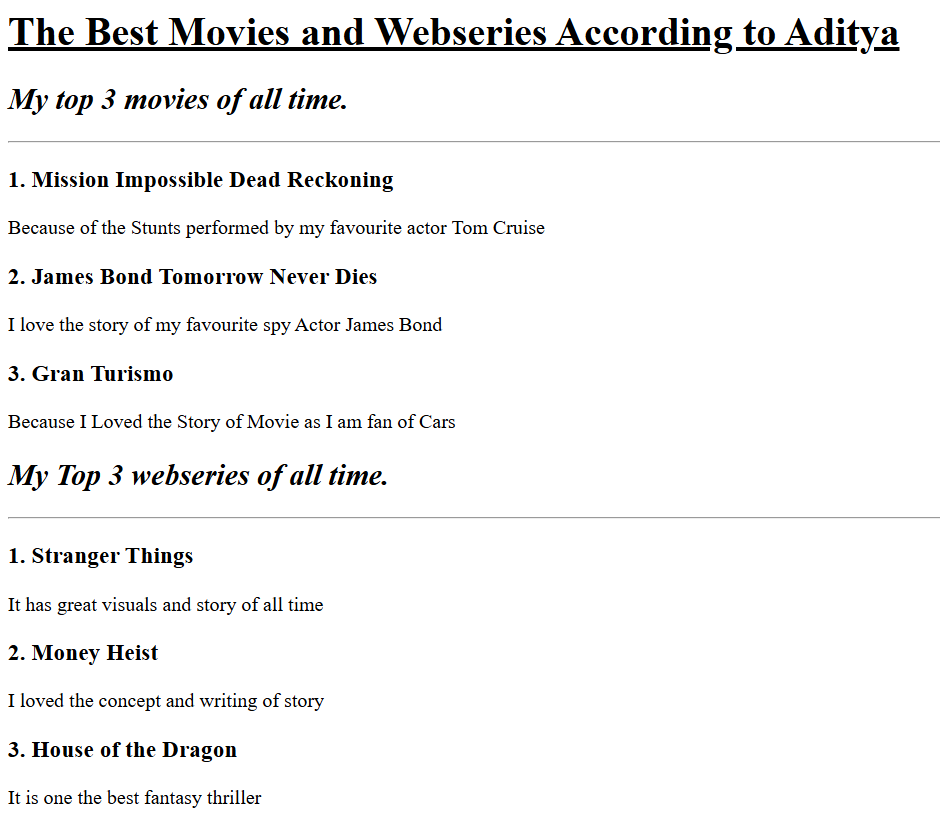 The Best Movies and Webseries According to Aditya
My top 3 movies of all time.
1. Mission Impossible Dead Reckoning
Because of the Stunts performed by my favourite actor Tom Cruise
2. James Bond Tomorrow Never Dies
I love the story of my favourite spy Actor James Bond
3. Gran Turismo
Because I Loved the Story of Movie as I am fan of Cars
My Top 3 webseries of all time.
1. Stranger Things
It has great visuals and story of all time
2. Money Heist
I loved the concept and writing of story
3. House of the Dragon
It is one the best fantasy thriller